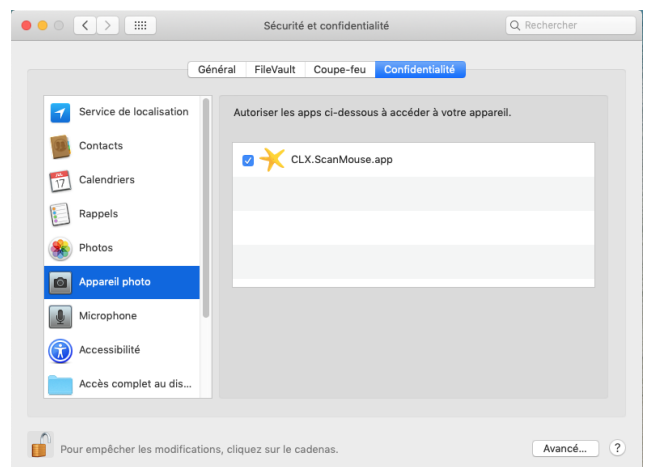 Sécurité et confidentialité
Rechercher
Général FileVault Coupe-feu Confidentialité
Service de localisation
Contacts
JUL
17
Calendriers
Rappels
Photos
Appareil photo
Microphone
Accessibilité
Accès complet au dis...
Autoriser les apps ci-dessous à accéder à votre appareil.
CLX.ScanMouse.app
Pour empêcher les modifications, cliquez sur le cadenas.
Avancé... ?